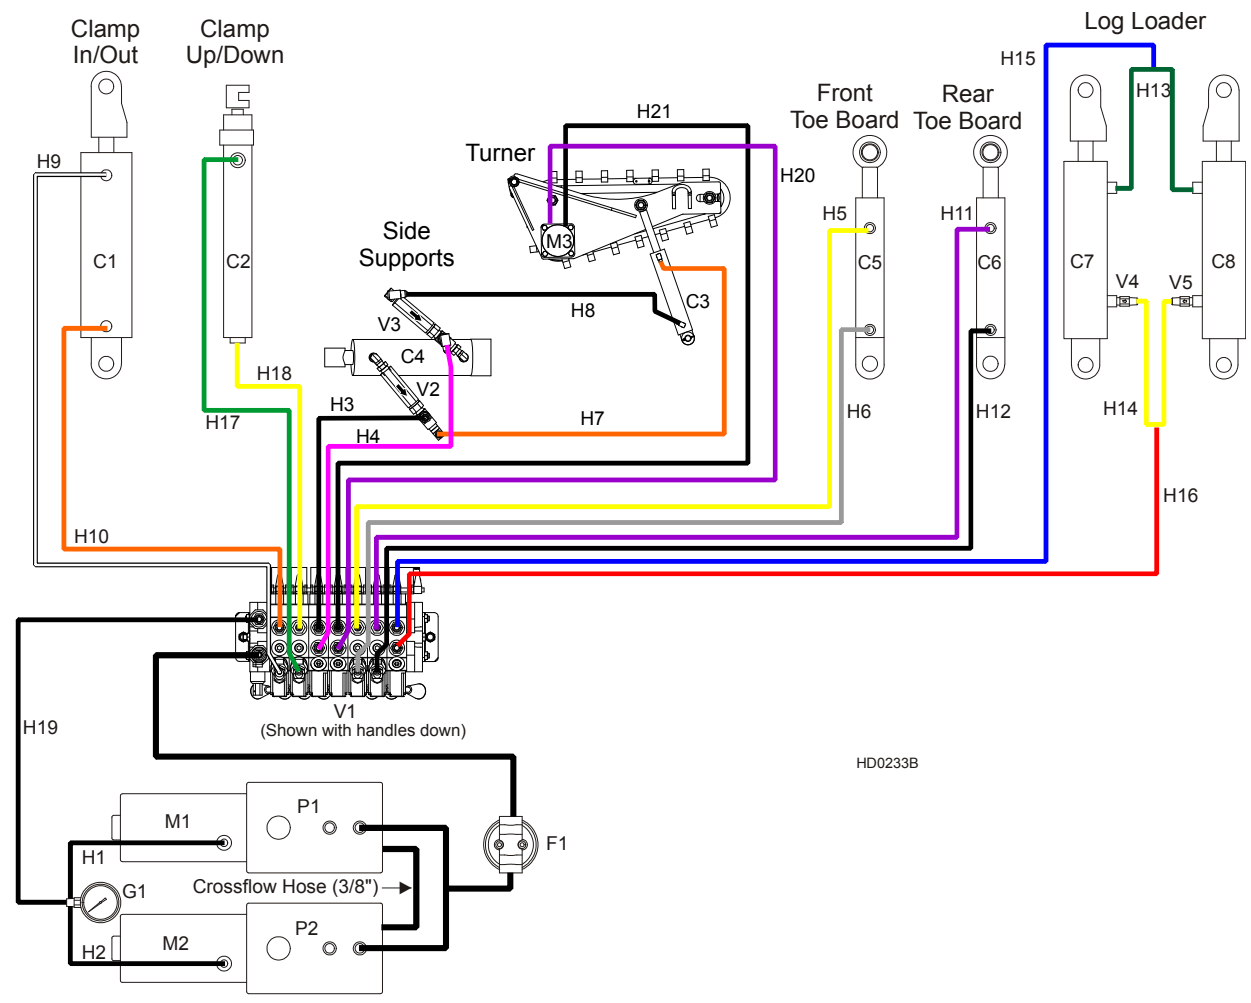 Log Loader
Clamp
In/Out
Clamp
Up/Down
H15
H13
Front
Toe Board
Rear
Toe Board
H21
Turner
H9
H20
H5
H11
Side
Supports
M3
C1
C2
C5
C6
C7
C8
V4
V5
C3
H8
V3
C4
V2
H18
H17
H3
H4
H7
H6
H12
H14
H16
H10
V1
(Shown with handles down)
H19
HD0233B
P1
M1
F1
H1
Crossflow Hose (3/8")
G1
P2
M2
H2